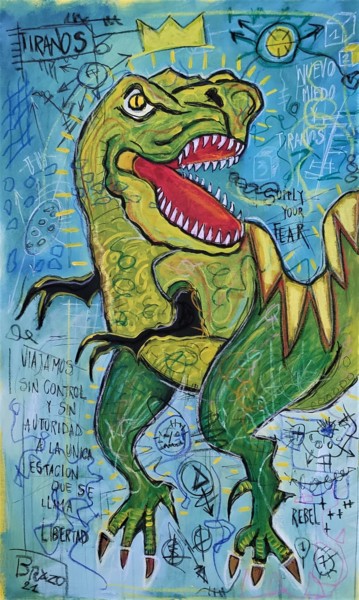 TIRANOS
NUEVO
MIEDO
Y
TIRANOS
SUPPLY
YOUR
FEAR
VIAJAMOS
SIN CONTROL
Y SIN
AUTORIDAD
A LA UNICA
ESTACION
QUE SE
LLAMA
LIBERTAD
REBEL
BRAZO
21